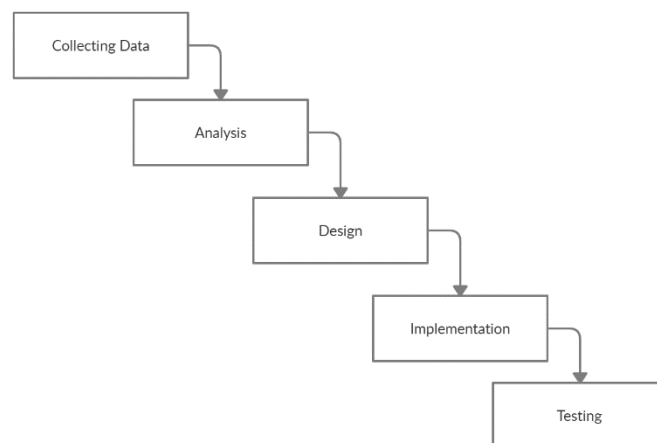 Collecting Data
Analysis
Design
Implementation
Testing